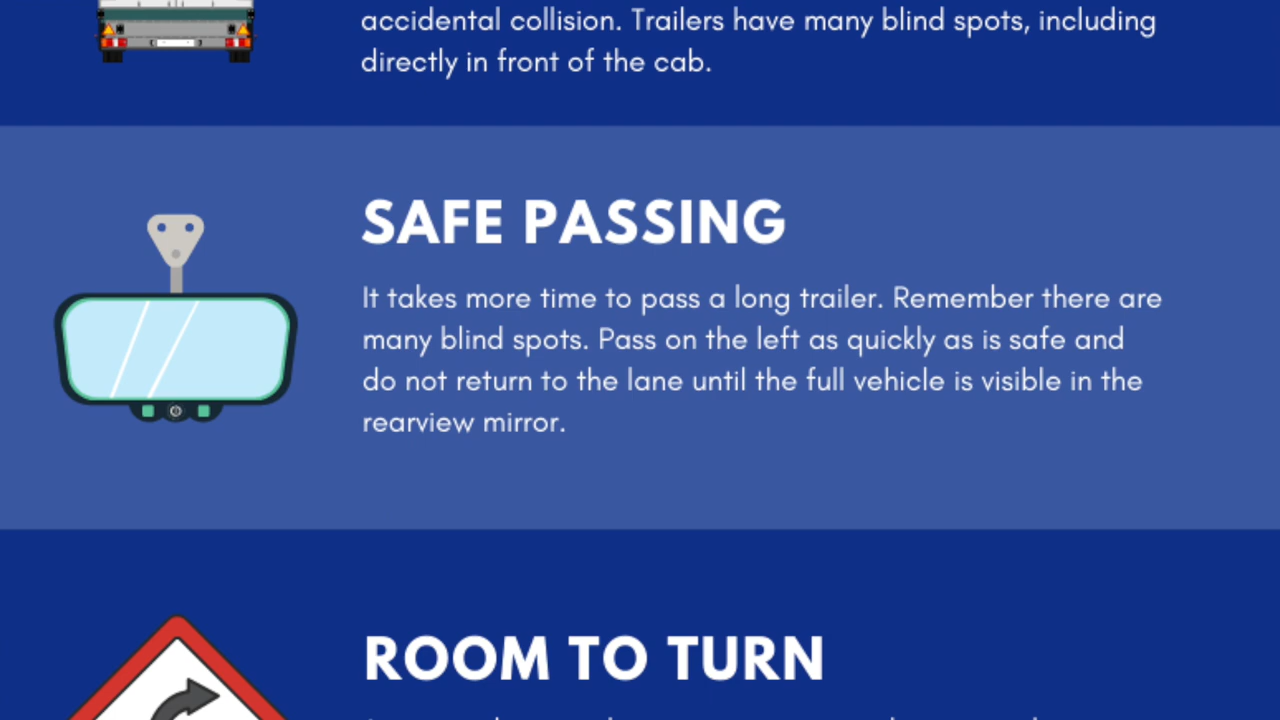 accidental collision. Trailers have many blind spots, including
directly in front of the cab.
SAFE PASSING
It takes more time to pass a long trailer. Remember there are
many blind spots. Pass on the left as quickly as is safe and
do not return to the lane until the full vehicle is visible in the
rearview mirror.
ROOM TO TURN